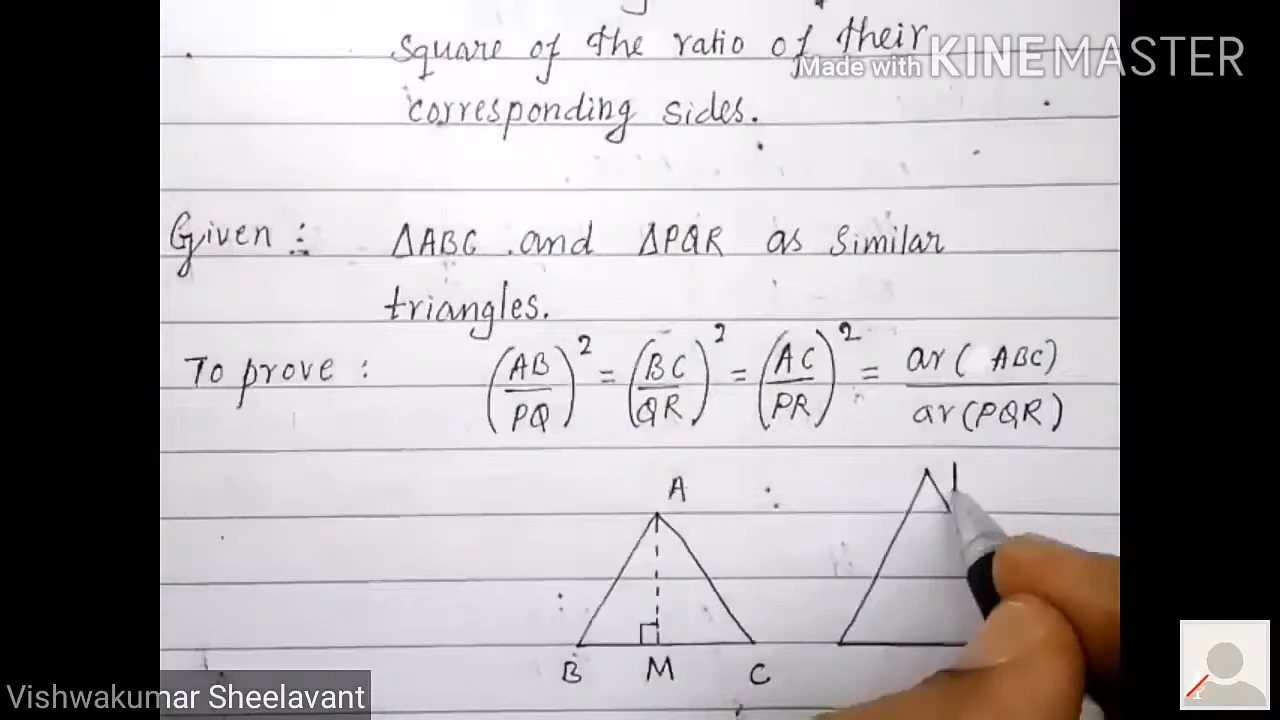 square of the ratio of their
Made with KINEMASTER
corresponding sides.
Given : ΔABC and ΔPQR as similar
triangles.
To prove : (AB/PQ)² = (BC/QR)² = (AC/PR)² = ar( ABC)/ar(PQR)
A
B M C
Vishwakumar Sheelavant